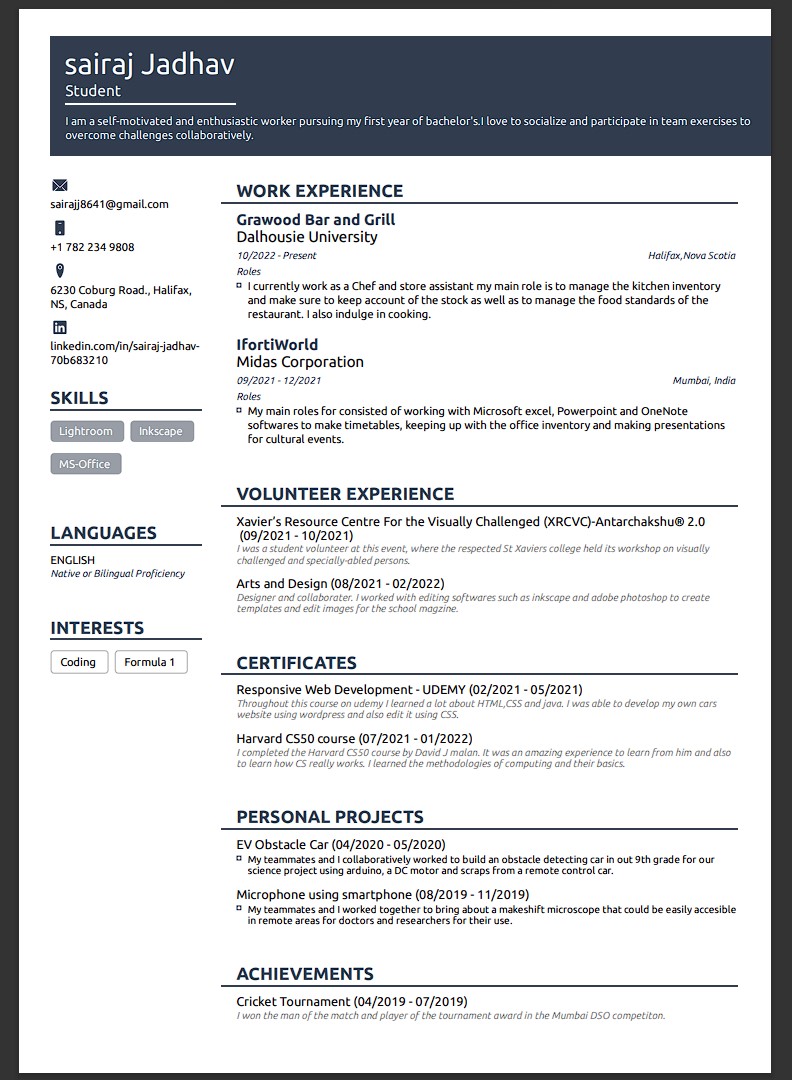 sairaj Jadhav
Student
I am a self-motivated and enthusiastic worker pursuing my first year of bachelor's.I love to socialize and participate in team exercises to
overcome challenges collaboratively.
sairajj8641@gmail.com
+1 782 234 9808
6230 Coburg Road., Halifax,
NS, Canada
linkedin.com/in/sairaj-jadhav-
70b683210
SKILLS
Lightroom Inkscape
MS-Office
LANGUAGES
ENGLISH
Native or Bilingual Proficiency
INTERESTS
Coding Formula 1
WORK EXPERIENCE
Grawood Bar and Grill
Dalhousie University
10/2022 - Present Halifax,Nova Scotia
Roles
I currently work as a Chef and store assistant my main role is to manage the kitchen inventory
and make sure to keep account of the stock as well as to manage the food standards of the
restaurant. I also indulge in cooking.
IfortiWorld
Midas Corporation
09/2021 - 12/2021 Mumbai, India
Roles
My main roles for consisted of working with Microsoft excel, Powerpoint and OneNote
softwares to make timetables, keeping up with the office inventory and making presentations
for cultural events.
VOLUNTEER EXPERIENCE
Xavier's Resource Centre For the Visually Challenged (XRCVC)-Antarchakshu® 2.0
(09/2021 - 10/2021)
I was a student volunteer at this event, where the respected St Xaviers college held its workshop on visually
challenged and specially-abled persons.
Arts and Design (08/2021 - 02/2022)
Designer and collaborater. I worked with editing softwares such as inkscape and adobe photoshop to create
templates and edit images for the school magzine.
CERTIFICATES
Responsive Web Development - UDEMY (02/2021 - 05/2021)
Throughout this course on udemy I learned a lot about HTML,CSS and java. I was able to develop my own cars
website using wordpress and also edit it using CSS.
Harvard CS50 course (07/2021 - 01/2022)
I completed the Harvard CS50 course by David J malan. It was an amazing experience to learn from him and also
to learn how CS really works. I learned the methodologies of computing and their basics.
PERSONAL PROJECTS
EV Obstacle Car (04/2020 - 05/2020)
My teammates and I collaboratively worked to build an obstacle detecting car in out 9th grade for our
science project using arduino, a DC motor and scraps from a remote control car.
Microphone using smartphone (08/2019 - 11/2019)
My teammates and I worked together to bring about a makeshift microscope that could be easily accesible
in remote areas for doctors and researchers for their use.
ACHIEVEMENTS
Cricket Tournament (04/2019 - 07/2019)
I won the man of the match and player of the tournament award in the Mumbai DSO competiton.